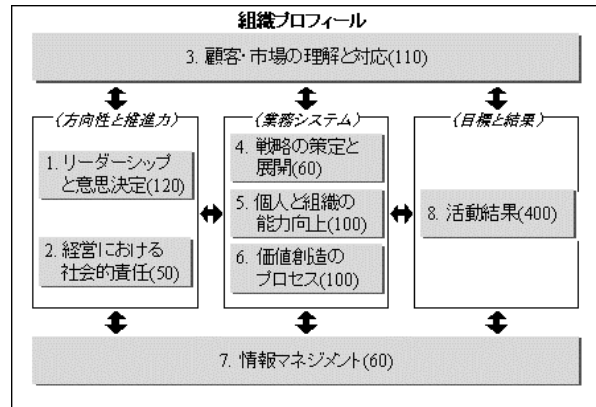 組織プロフィール
3. 顧客・市場の理解と対応(110)
(方向性と推進力)
1. リーダーシップ
と意思決定(120)
2. 経営における
社会的責任(50)
(業務システム)
4. 戦略の策定と
展開(60)
5. 個人と組織の
能力向上(100)
6. 価値創造の
プロセス(100)
(目標と結果)
8. 活動結果(400)
7. 情報マネジメント(60)